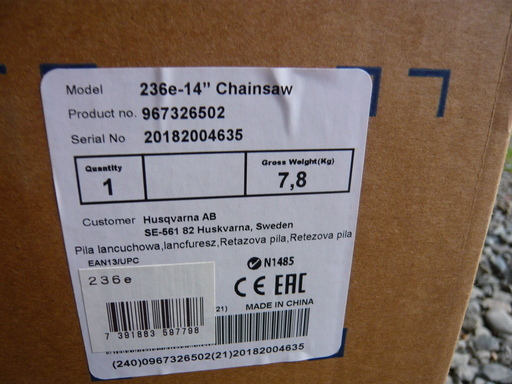 Model 236e-14” Chainsaw
Product no. 967326502
Serial No 20182004635
Quantity Gross Weight(Kg)
1 7,8
Customer Husqvarna AB
SE-561 82 Huskvarna, Sweden
Pila lancuchowa,lancfuresz,Retazova pila,Retezova pila
EAN13/UPC
236e
N1485
CE EAC
21) MADE IN CHINA
7 391883 597798
(240)0967326502(21)20182004635